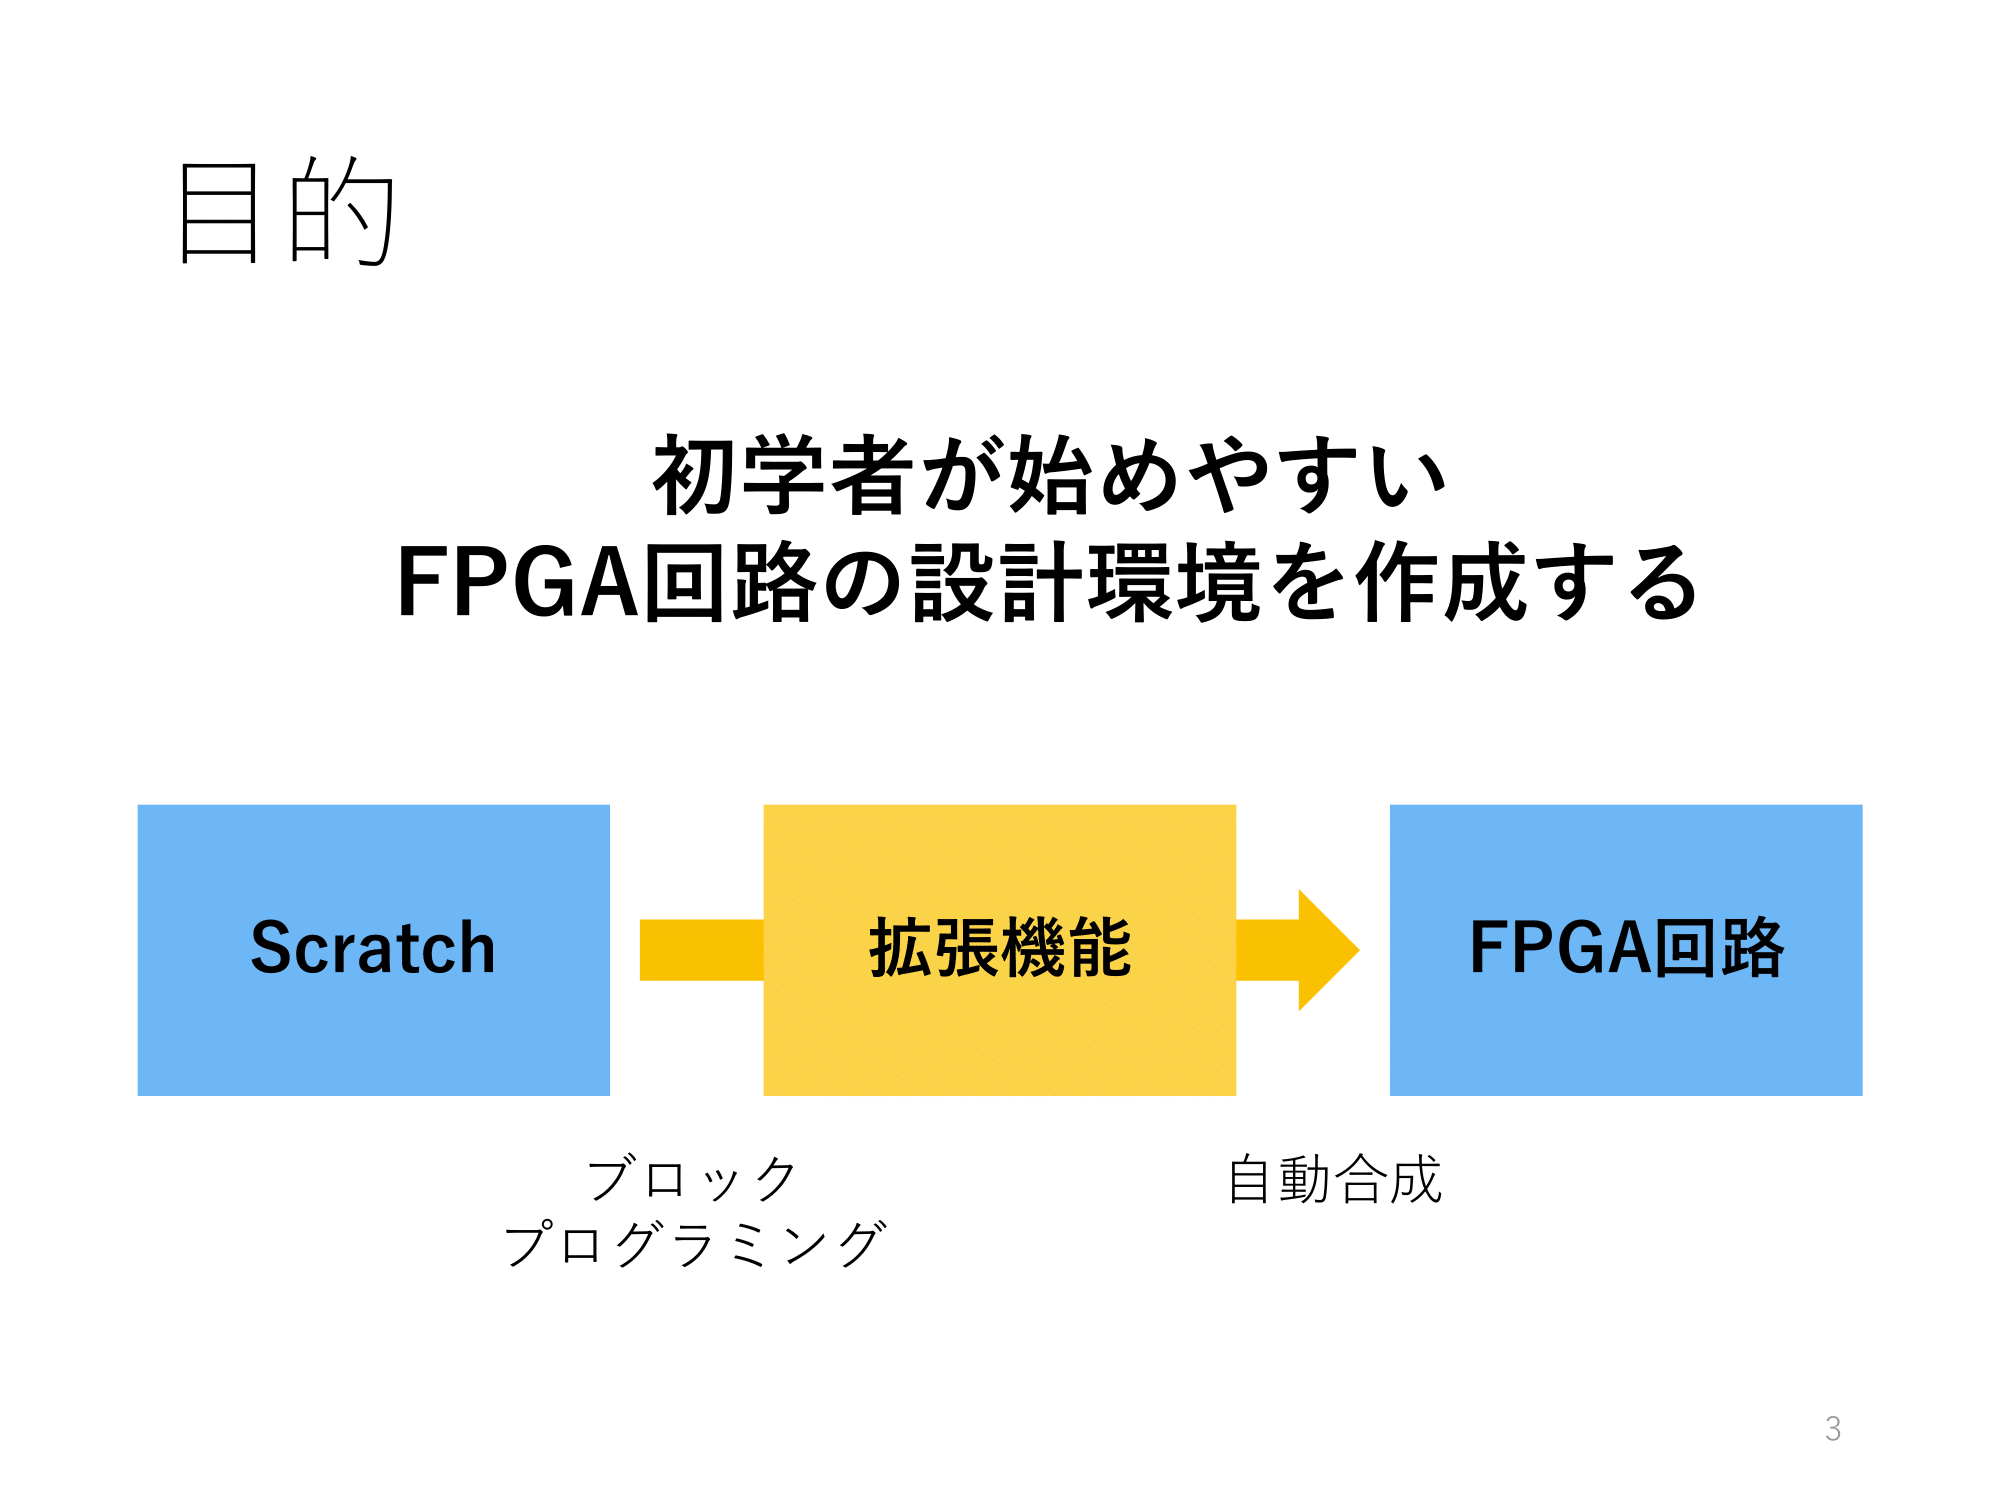 目的
初学者が始めやすい
FPGA回路の設計環境を作成する
Scratch
拡張機能
FPGA回路
ブロック
プログラミング
自動合成
3